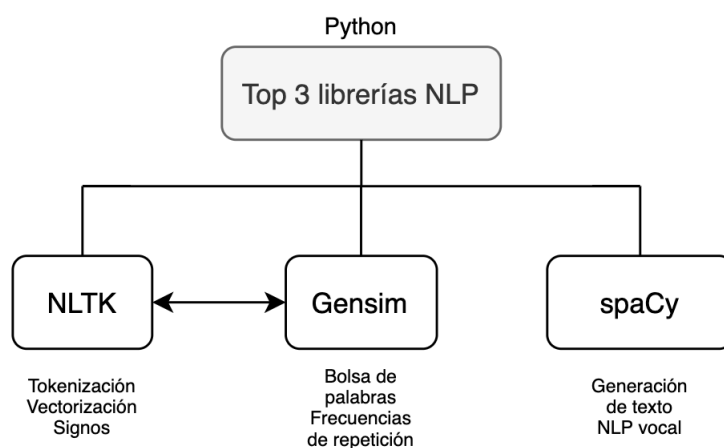 Python
Top 3 librerías NLP
NLTK
Gensim
spaCy
Tokenización
Vectorización
Signos
Bolsa de
palabras
Frecuencias
de repetición
Generación
de texto
NLP vocal